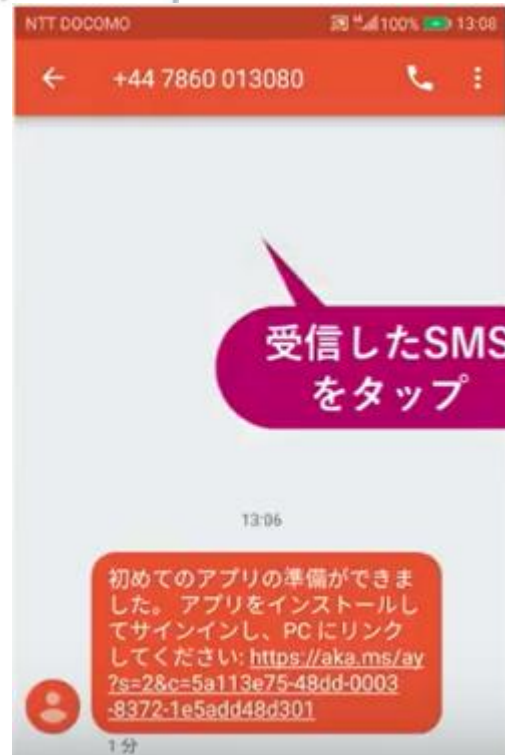 NTT DOCOMO 100% 13:08
+44 7860 013080
受信したSMS
をタップ
13:06
初めてのアプリの準備ができま
した。 アプリをインストールし
てサインインし、PC にリンク
してください: https://aka.ms/ay
?s=2&c=5a113e75-48dd-0003
-8372-1e5add48d301
1 分